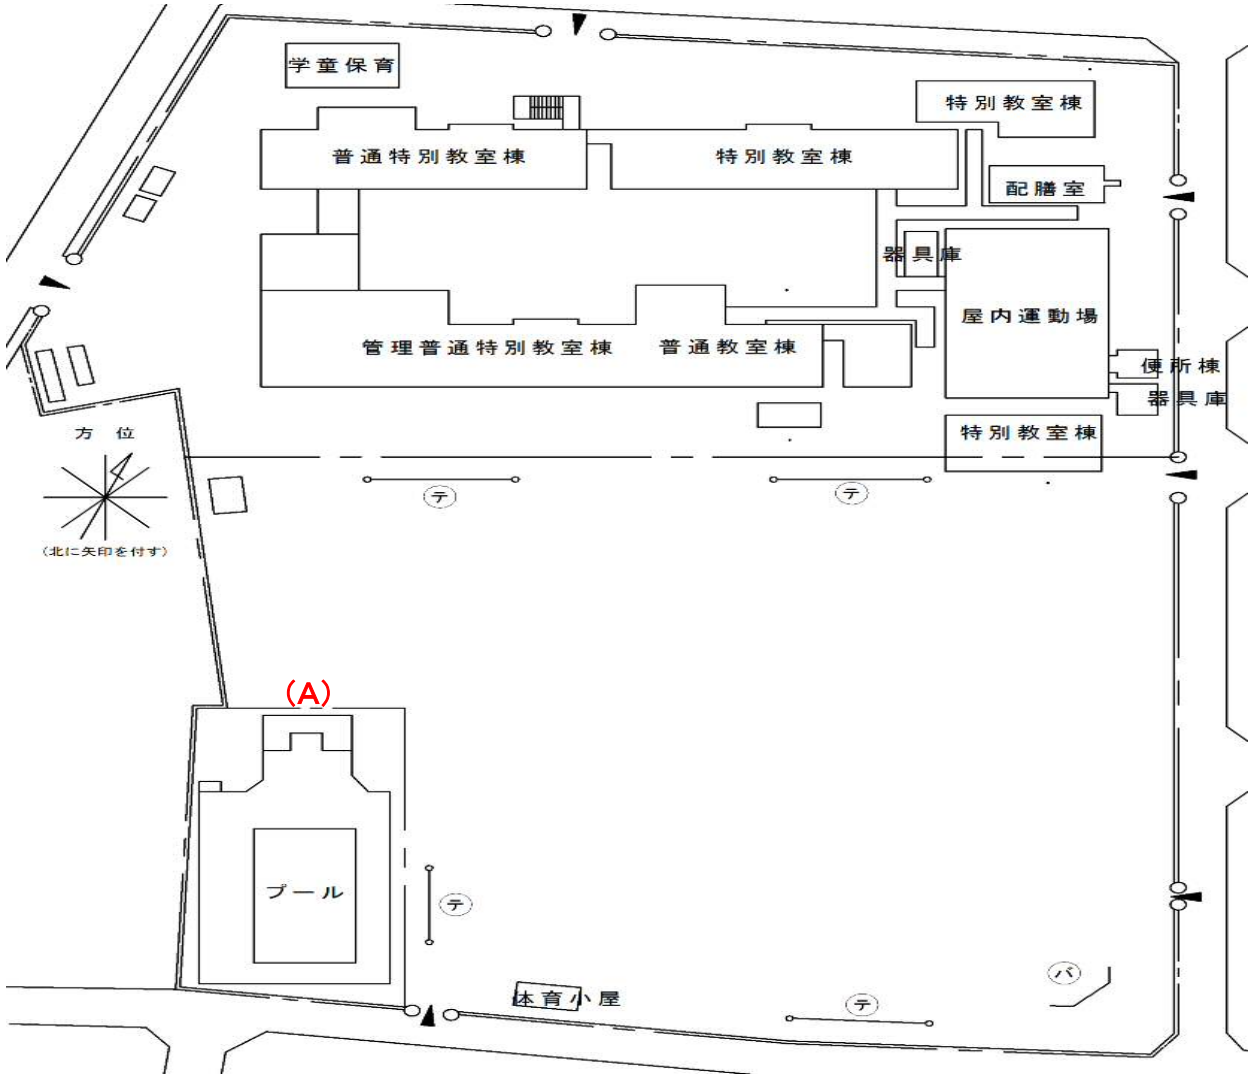 学童保育
特別教室棟
普通特別教室棟
特別教室棟
配膳室
器具庫
屋内運動場
管理普通特別教室棟
普通教室棟
便所棟
器具庫
方位
特別教室棟
テ
テ
(北に矢印を付す)
(A)
プール
テ
バ
体育小屋
テ